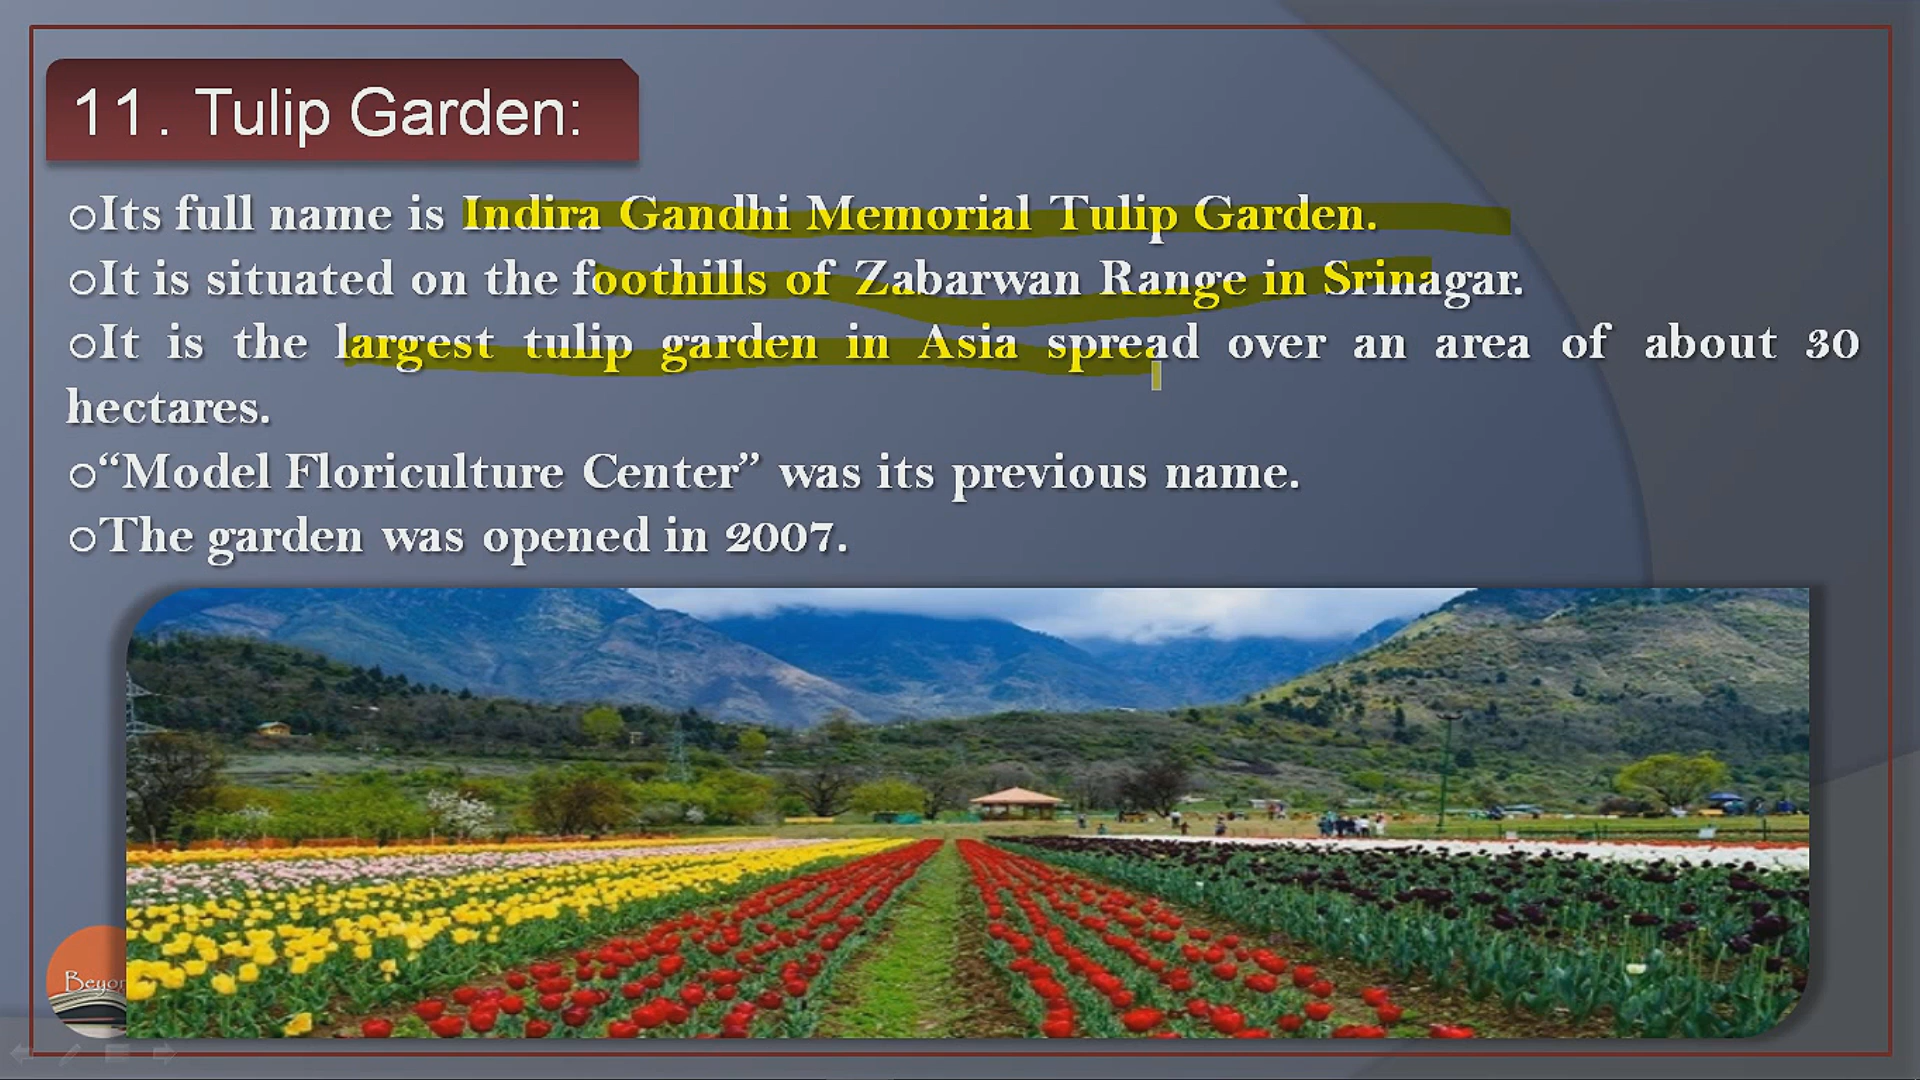 11. Tulip Garden:
oIts full name is Indira Gandhi Memorial Tulip Garden.
oIt is situated on the foothills of Zabarwan Range in Srinagar.
oIt is the largest tulip garden in Asia spread over an area of about 30
hectares.
o“Model Floriculture Center” was its previous name.
oThe garden was opened in 2007.